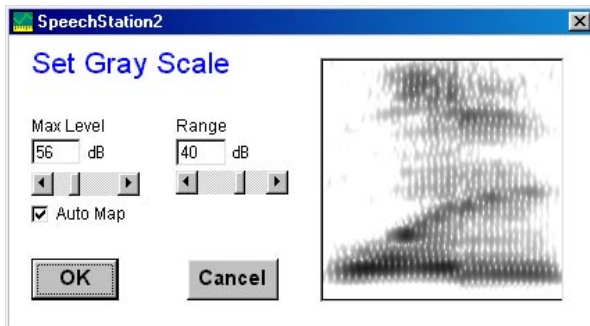 SpeechStation2
Set Gray Scale
Max Level
56 dB
Range
40 dB
Auto Map
OK
Cancel